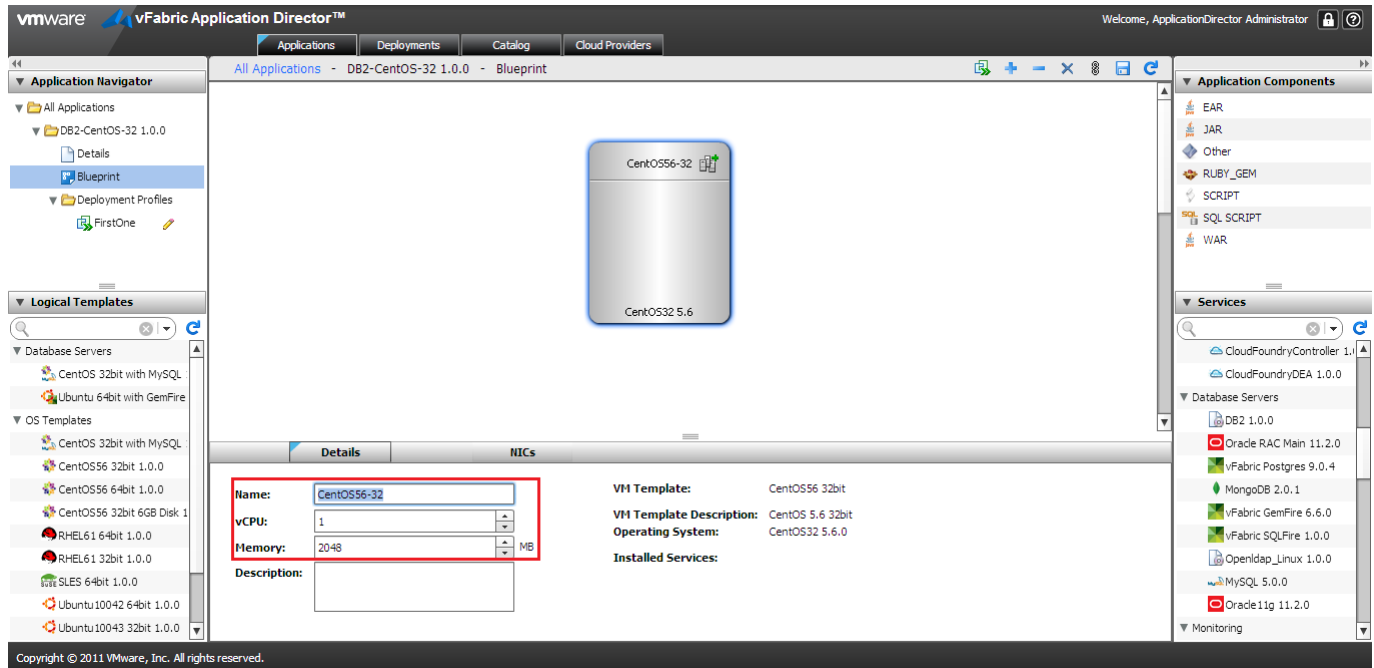 vmware vFabric Application Director™
Welcome, ApplicationDirector Administrator
Applications Deployments Catalog Cloud Providers
Application Navigator
All Applications
DB2-CentOS-32 1.0.0
Details
Blueprint
Deployment Profiles
FirstOne
Logical Templates
Database Servers
CentOS 32bit with MySQL
Ubuntu 64bit with GemFire
OS Templates
CentOS 32bit with MySQL
CentOS56 32bit 1.0.0
CentOS56 64bit 1.0.0
CentOS56 32bit 6GB Disk 1
RHEL61 64bit 1.0.0
RHEL61 32bit 1.0.0
SLES 64bit 1.0.0
Ubuntu10042 64bit 1.0.0
Ubuntu10043 32bit 1.0.0
All Applications - DB2-CentOS-32 1.0.0 - Blueprint
CentOS56-32
CentOS32 5.6
Details NICs
Name: CentOS56-32
vCPU: 1
Memory: 2048 MB
Description:
VM Template: CentOS56 32bit
VM Template Description: CentOS 5.6 32bit
Operating System: CentOS32 5.6.0
Installed Services:
Application Components
EAR
JAR
Other
RUBY_GEM
SCRIPT
SQL SCRIPT
WAR
Services
CloudFoundryController 1.
CloudFoundryDEA 1.0.0
Database Servers
DB2 1.0.0
Oracle RAC Main 11.2.0
vFabric Postgres 9.0.4
MongoDB 2.0.1
vFabric GemFire 6.6.0
vFabric SQLFire 1.0.0
Openldap_Linux 1.0.0
MySQL 5.0.0
Oracle11g 11.2.0
Monitoring
Copyright © 2011 VMware, Inc. All rights reserved.